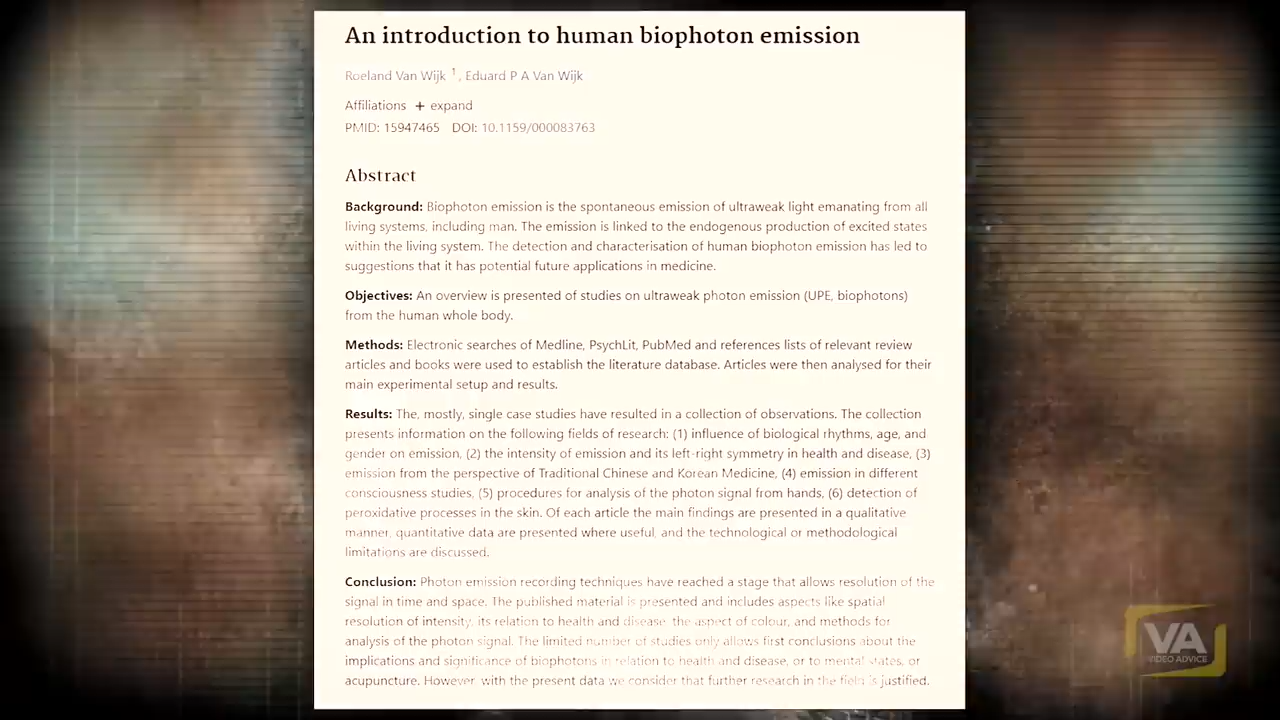 An introduction to human biophoton emission
Roeland Van Wijk 1, Eduard P A Van Wijk
Affiliations + expand
PMID: 15947465 DOI: 10.1159/000083763
Abstract
Background: Biophoton emission is the spontaneous emission of ultraweak light emanating from all
living systems, including man. The emission is linked to the endogenous production of excited states
within the living system. The detection and characterisation of human biophoton emission has led to
suggestions that it has potential future applications in medicine.
Objectives: An overview is presented of studies on ultraweak photon emission (UPE, biophotons)
from the human whole body.
Methods: Electronic searches of Medline, PsychLit, PubMed and references lists of relevant review
articles and books were used to establish the literature database. Articles were then analysed for their
main experimental setup and results.
Results: The, mostly, single case studies have resulted in a collection of observations. The collection
presents information on the following fields of research: (1) influence of biological rhythms, age, and
gender on emission, (2) the intensity of emission and its left-right symmetry in health and disease, (3)
emission from the perspective of Traditional Chinese and Korean Medicine, (4) emission in different
consciousness studies, (5) procedures for analysis of the photon signal from hands, (6) detection of
peroxidative processes in the skin. Of each article the main findings are presented in a qualitative
manner, quantitative data are presented where useful, and the technological or methodological
limitations are discussed.
Conclusion: Photon emission recording techniques have reached a stage that allows resolution of the
signal in time and space. The published material is presented and includes aspects like spatial
resolution of intensity, its relation to health and disease, the aspect of colour, and methods for
analysis of the photon signal. The limited number of studies only allows first conclusions about the
implications and significance of biophotons in relation to health and disease, or to mental states, or
acupuncture. However, with the present data we consider that further research in the field is justified.
VA
VIDEO ADVICE